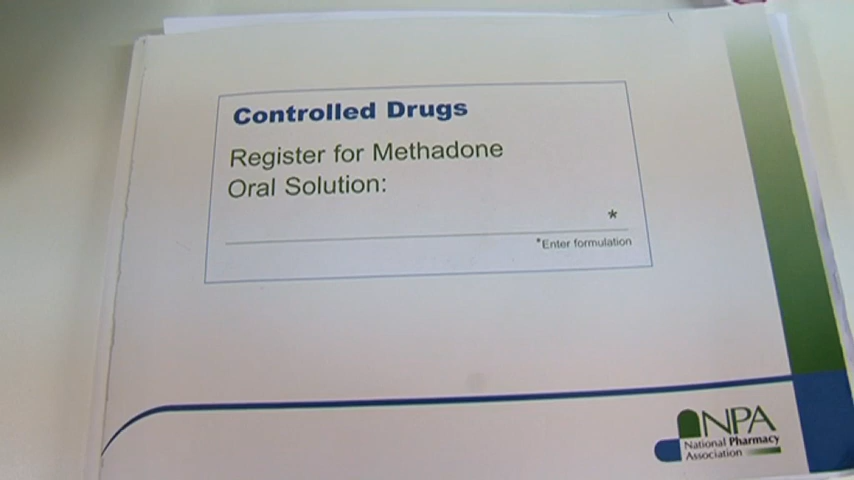 Controlled Drugs
Register for Methadone
Oral Solution:
*
*Enter formulation
NPA
National Pharmacy
Association